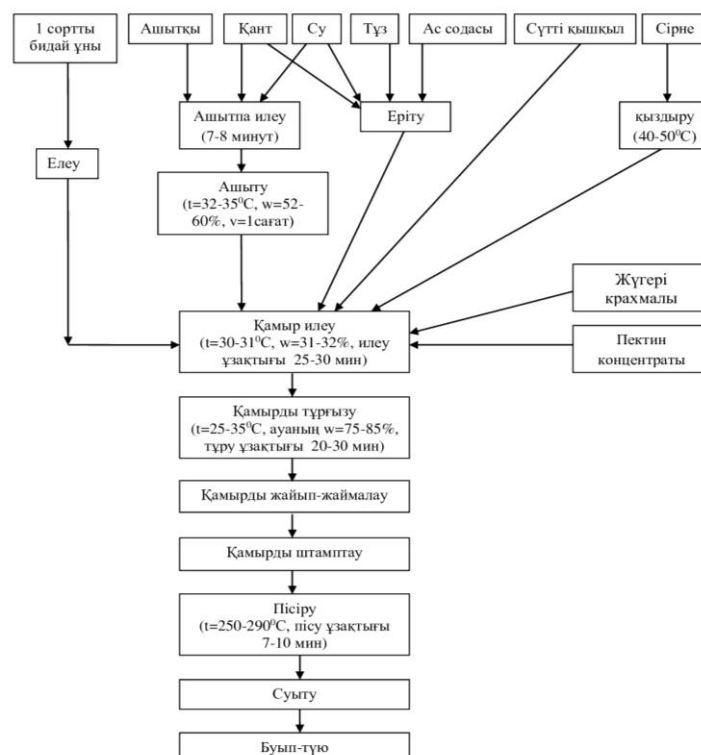 1 сортты
бидай ұны
Ашытқы
Қант
Су
Тұз
Ас содасы
Сүтті қышқыл
Сірне
Ашытпа илеу
(7-8 минут)
Еріту
қыздыру
(40-50⁰С)
Елеу
Ашыту
(t=32-35⁰С, w=52-
60%, v=1сағат)
Жүгері
крахмалы
Қамыр илеу
(t=30-31⁰С, w=31-32%, илеу
ұзақтығы 25-30 мин)
Пектин
концентраты
Қамырды тұрғызу
(t=25-35⁰С, ауаның w=75-85%,
тұру ұзақтығы 20-30 мин)
Қамырды жайып-жаймалау
Қамырды штамптау
Пісіру
(t=250-290⁰С, пісу ұзақтығы
7-10 мин)
Суыту
Буып-түю